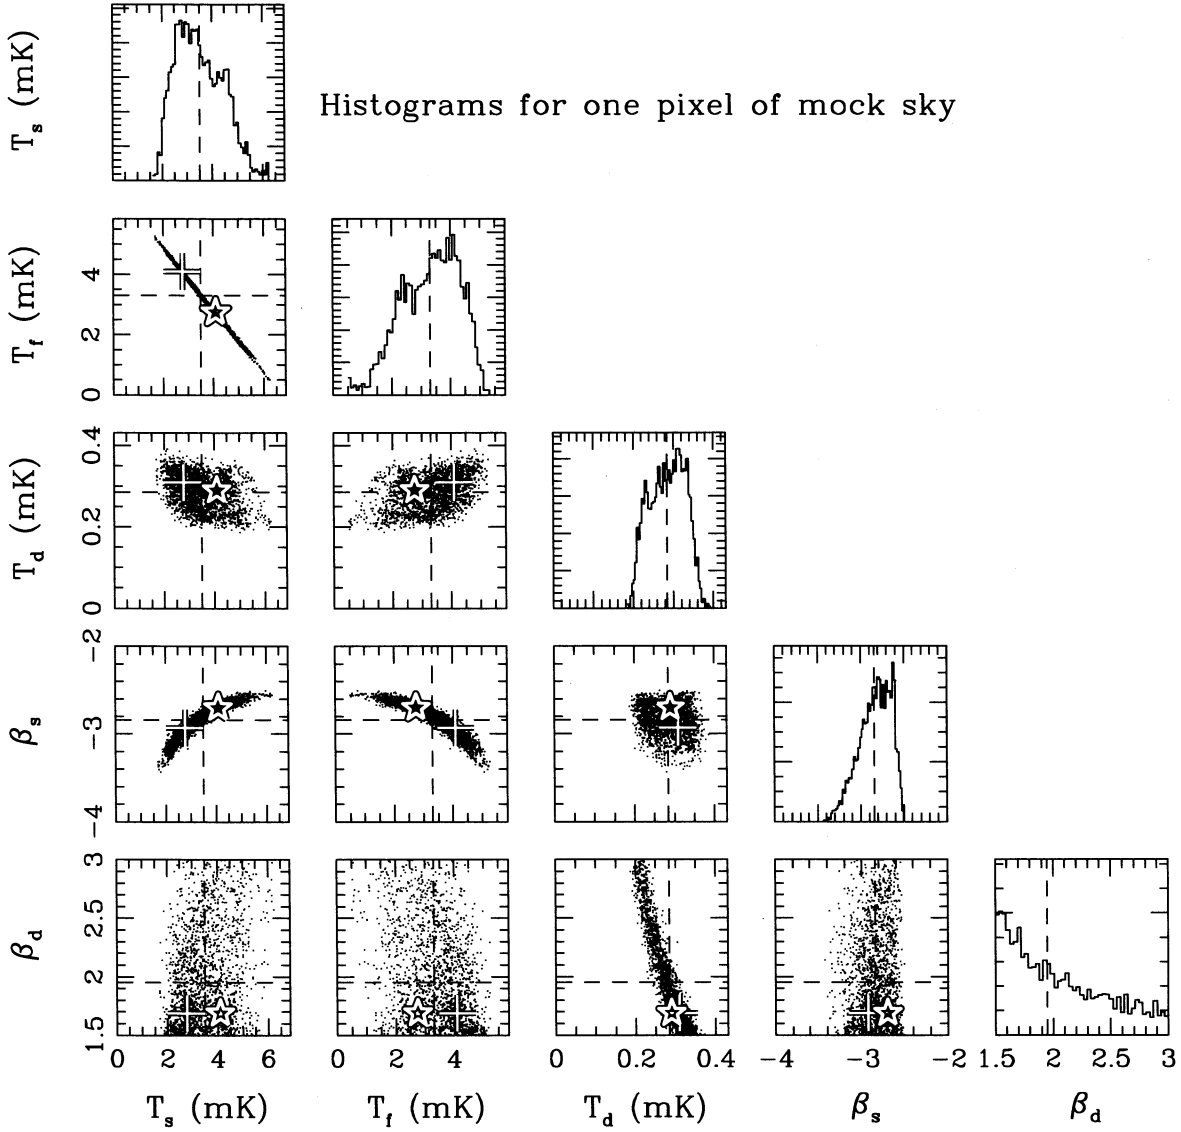 T_s (mK)
Histograms for one pixel of mock sky
T_f (mK)
4
2
0
T_d (mK)
0.4
0.2
0
β_s
-2
-3
-4
β_d
3
2.5
2
1.5
0 2 4 6
0 2 4
0 0.2 0.4
-4 -3 -2
1.5 2 2.5 3
T_s (mK)
T_f (mK)
T_d (mK)
β_s
β_d